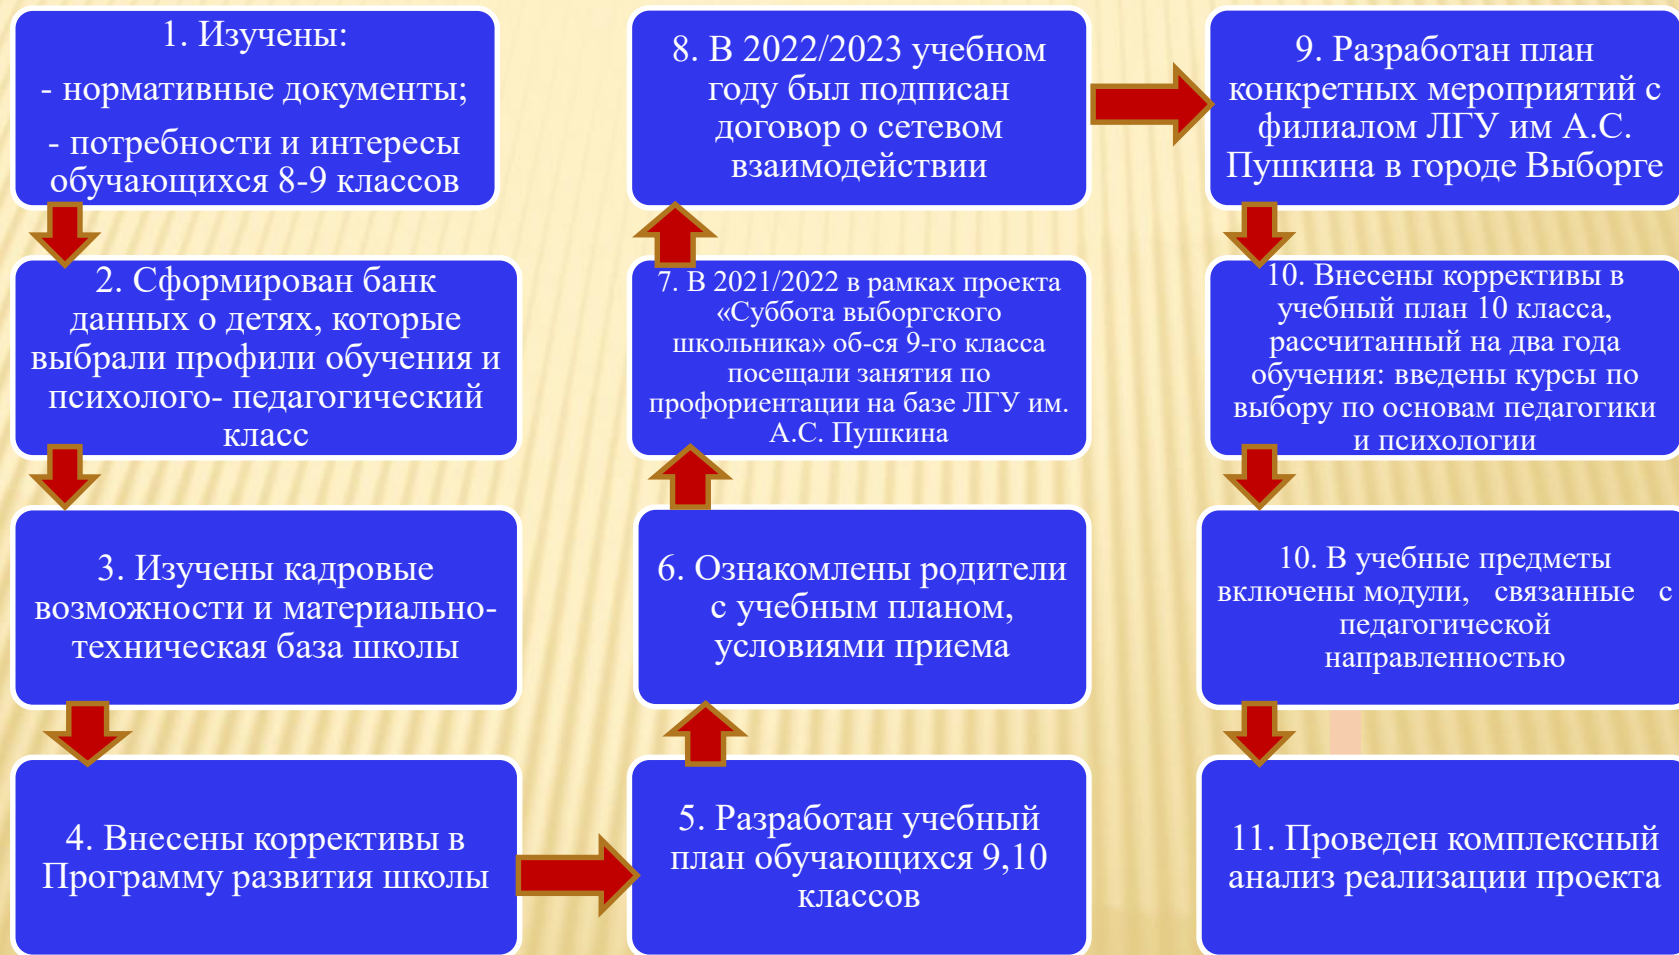 1. Изучены:
- нормативные документы;
- потребности и интересы
обучающихся 8-9 классов
2. Сформирован банк
данных о детях, которые
выбрали профили обучения и
психолого- педагогический
класс
3. Изучены кадровые
возможности и материально-
техническая база школы
4. Внесены коррективы в
Программу развития школы
5. Разработан учебный
план обучающихся 9,10
классов
6. Ознакомлены родители
с учебным планом,
условиями приема
7. В 2021/2022 в рамках проекта
«Суббота выборгского
школьника» об-ся 9-го класса
посещали занятия по
профориентации на базе ЛГУ им.
А.С. Пушкина
8. В 2022/2023 учебном
году был подписан
договор о сетевом
взаимодействии
9. Разработан план
конкретных мероприятий с
филиалом ЛГУ им А.С.
Пушкина в городе Выборге
10. Внесены коррективы в
учебный план 10 класса,
рассчитанный на два года
обучения: введены курсы по
выбору по основам педагогики
и психологии
10. В учебные предметы
включены модули, связанные с
педагогической
направленностью
11. Проведен комплексный
анализ реализации проекта